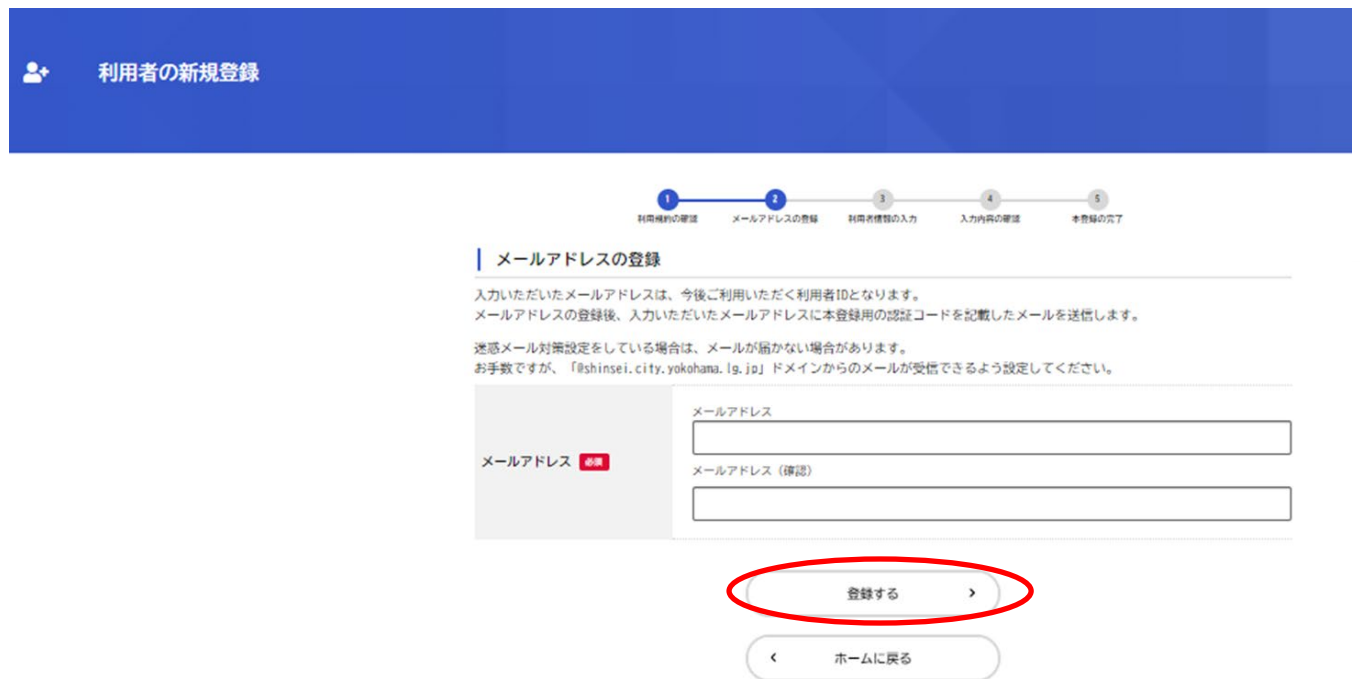 利用者の新規登録
1 2 3 4 5
利用規約の確認 メールアドレスの登録 利用者情報の入力 入力内容の確認 本登録の完了
メールアドレスの登録
入力いただいたメールアドレスは、今後ご利用いただく利用者IDとなります。
メールアドレスの登録後、入力いただいたメールアドレスに本登録用の認証コードを記載したメールを送信します。
迷惑メール対策設定をしている場合は、メールが届かない場合があります。
お手数ですが、「@shinsei.city.yokohama.lg.jp」ドメインからのメールが受信できるよう設定してください。
メールアドレス
メールアドレス 必須
メールアドレス（確認）
登録する
ホームに戻る